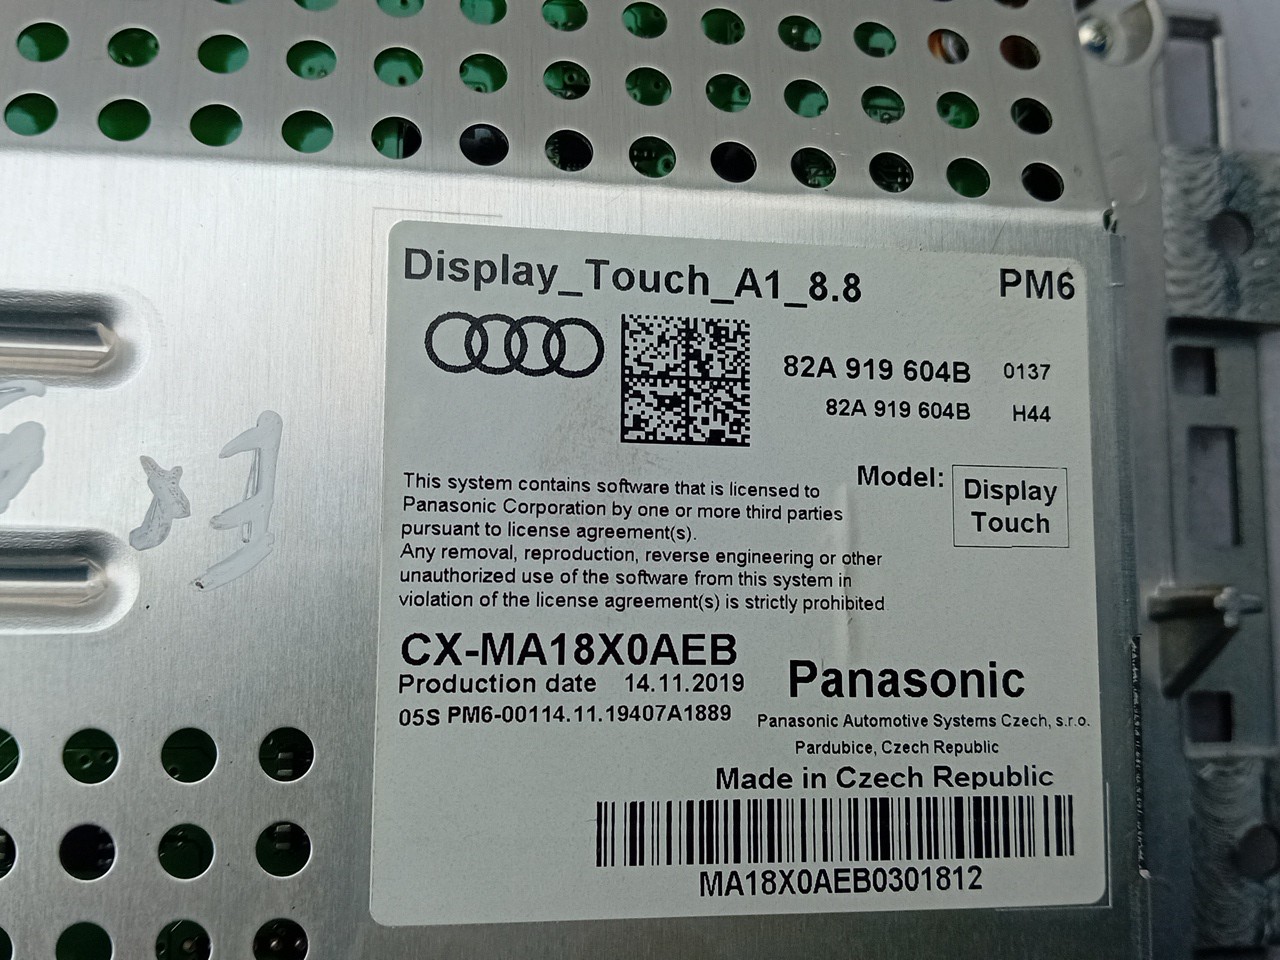 Display_Touch_A1_8.8 PM6
82A 919 604B 0137
82A 919 604B H44
Model: Display Touch
This system contains software that is licensed to
Panasonic Corporation by one or more third parties
pursuant to license agreement(s).
Any removal, reproduction, reverse engineering or other
unauthorized use of the software from this system in
violation of the license agreement(s) is strictly prohibited
CX-MA18X0AEB
Production date 14.11.2019
05S PM6-00114.11.19407A1889
Panasonic
Panasonic Automotive Systems Czech, s.r.o.
Pardubice, Czech Republic
Made in Czech Republic
MA18X0AEB0301812